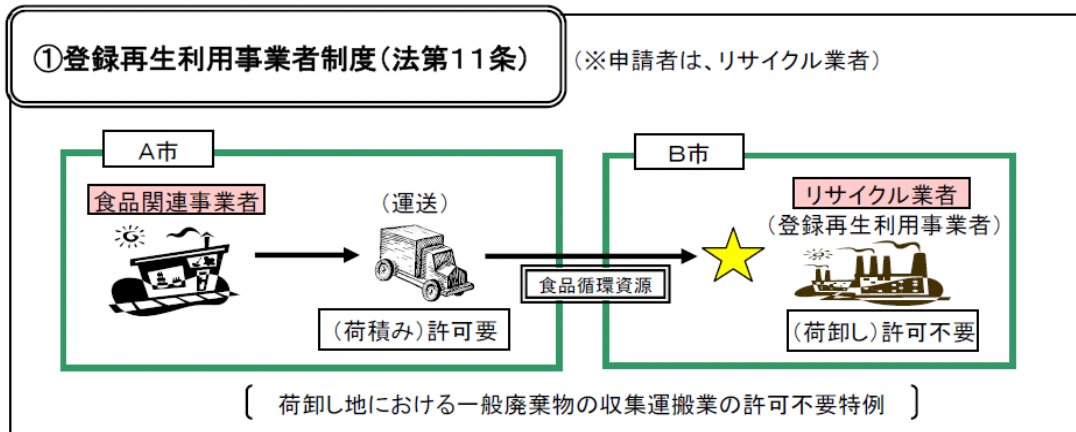 ①登録再生利用事業者制度(法第11条)
(※申請者は、リサイクル業者)
A市
B市
食品関連事業者
(運送)
リサイクル業者
(登録再生利用事業者)
食品循環資源
(荷積み)許可要
(荷卸し)許可不要
〔 荷卸し地における一般廃棄物の収集運搬業の許可不要特例 〕